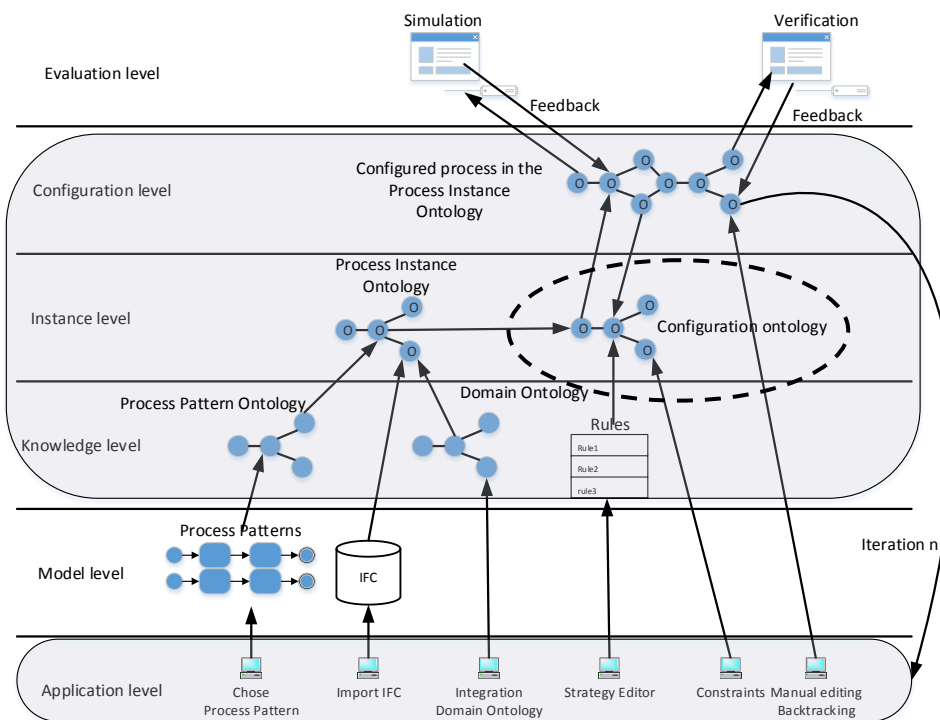 Simulation
Verification
Evaluation level
Feedback
Feedback
Configuration level
Configured process in the
Process Instance
Ontology
O O O O O O O O O
Process Instance
Ontology
Instance level
O O O O
O O O O
Configuration ontology
Process Pattern Ontology
Domain Ontology
Knowledge level
Rules
Rule1
Rule2
rule3
Process Patterns
Iteration n
Model level
IFC
Application level
Chose
Process Pattern
Import IFC
Integration
Domain Ontology
Strategy Editor
Constraints
Manual editing
Backtracking